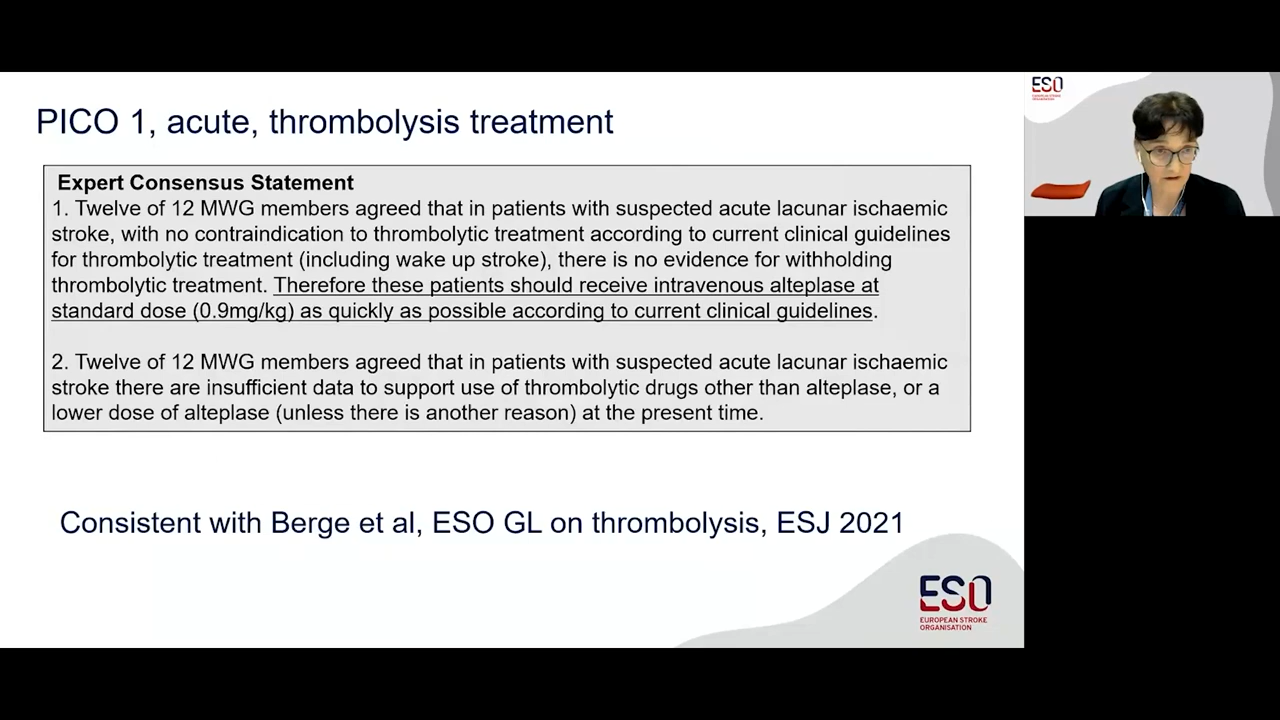 PICO 1, acute, thrombolysis treatment
Expert Consensus Statement
1. Twelve of 12 MWG members agreed that in patients with suspected acute lacunar ischaemic
stroke, with no contraindication to thrombolytic treatment according to current clinical guidelines
for thrombolytic treatment (including wake up stroke), there is no evidence for withholding
thrombolytic treatment. Therefore these patients should receive intravenous alteplase at
standard dose (0.9mg/kg) as quickly as possible according to current clinical guidelines.
2. Twelve of 12 MWG members agreed that in patients with suspected acute lacunar ischaemic
stroke there are insufficient data to support use of thrombolytic drugs other than alteplase, or a
lower dose of alteplase (unless there is another reason) at the present time.
Consistent with Berge et al, ESO GL on thrombolysis, ESJ 2021
ESO
EUROPEAN STROKE
ORGANISATION
ESO
EUROPEAN STROKE
ORGANISATION